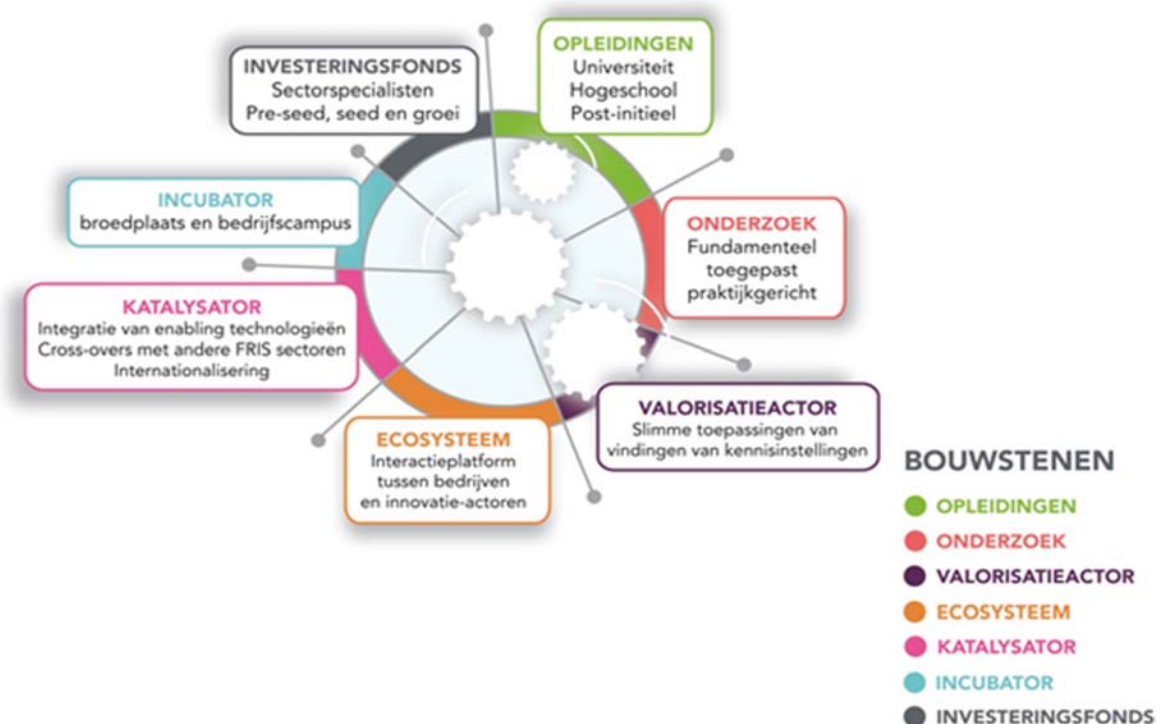 OPLEIDINGEN
Universiteit
Hogeschool
Post-initieel
ONDERZOEK
Fundamenteel
toegepast
praktijkgericht
VALORISATIEACTOR
Slimme toepassingen van
vindingen van kennisinstellingen
ECOSYSTEEM
Interactieplatform
tussen bedrijven
en innovatie-actoren
KATALYSATOR
Integratie van enabling technologieën
Cross-overs met andere FRIS sectoren
Internationalisering
INCUBATOR
broedplaats en bedrijfscampus
INVESTERINGSFONDS
Sectorspecialisten
Pre-seed, seed en groei
BOUWSTENEN
OPLEIDINGEN
ONDERZOEK
VALORISATIEACTOR
ECOSYSTEEM
KATALYSATOR
INCUBATOR
INVESTERINGSFONDS